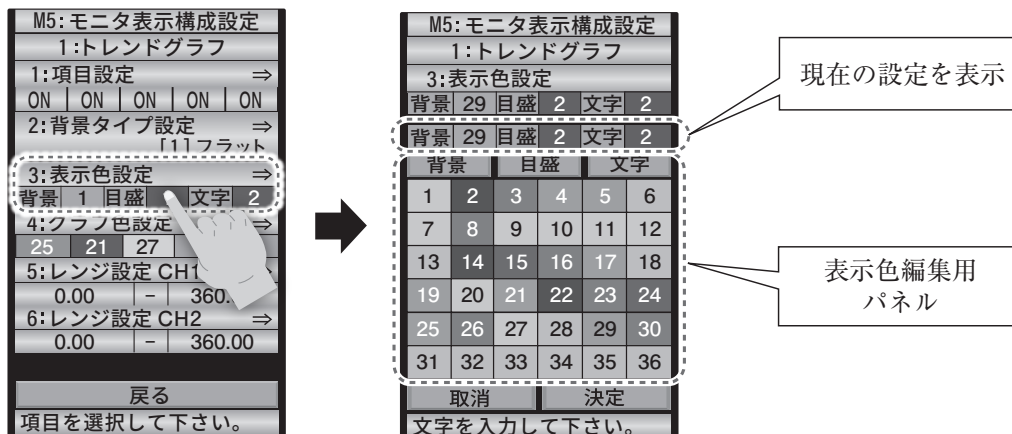 M5:モニタ表示構成設定
1:トレンドグラフ
1:項目設定 ⇒
ON ON ON ON ON
2:背景タイプ設定 ⇒
[1]フラット
3:表示色設定 ⇒
背景 1 目盛 文字 2
4:グラフ色設定 ⇒
25 21 27
5:レンジ設定 CH1
0.00 - 360.
6:レンジ設定 CH2 ⇒
0.00 - 360.00
戻る
項目を選択して下さい。
M5:モニタ表示構成設定
1:トレンドグラフ
3:表示色設定
背景 29 目盛 2 文字 2
背景 29 目盛 2 文字 2
背景 目盛 文字
1 2 3 4 5 6
7 8 9 10 11 12
13 14 15 16 17 18
19 20 21 22 23 24
25 26 27 28 29 30
31 32 33 34 35 36
取消 決定
文字を入力して下さい。
現在の設定を表示
表示色編集用
パネル